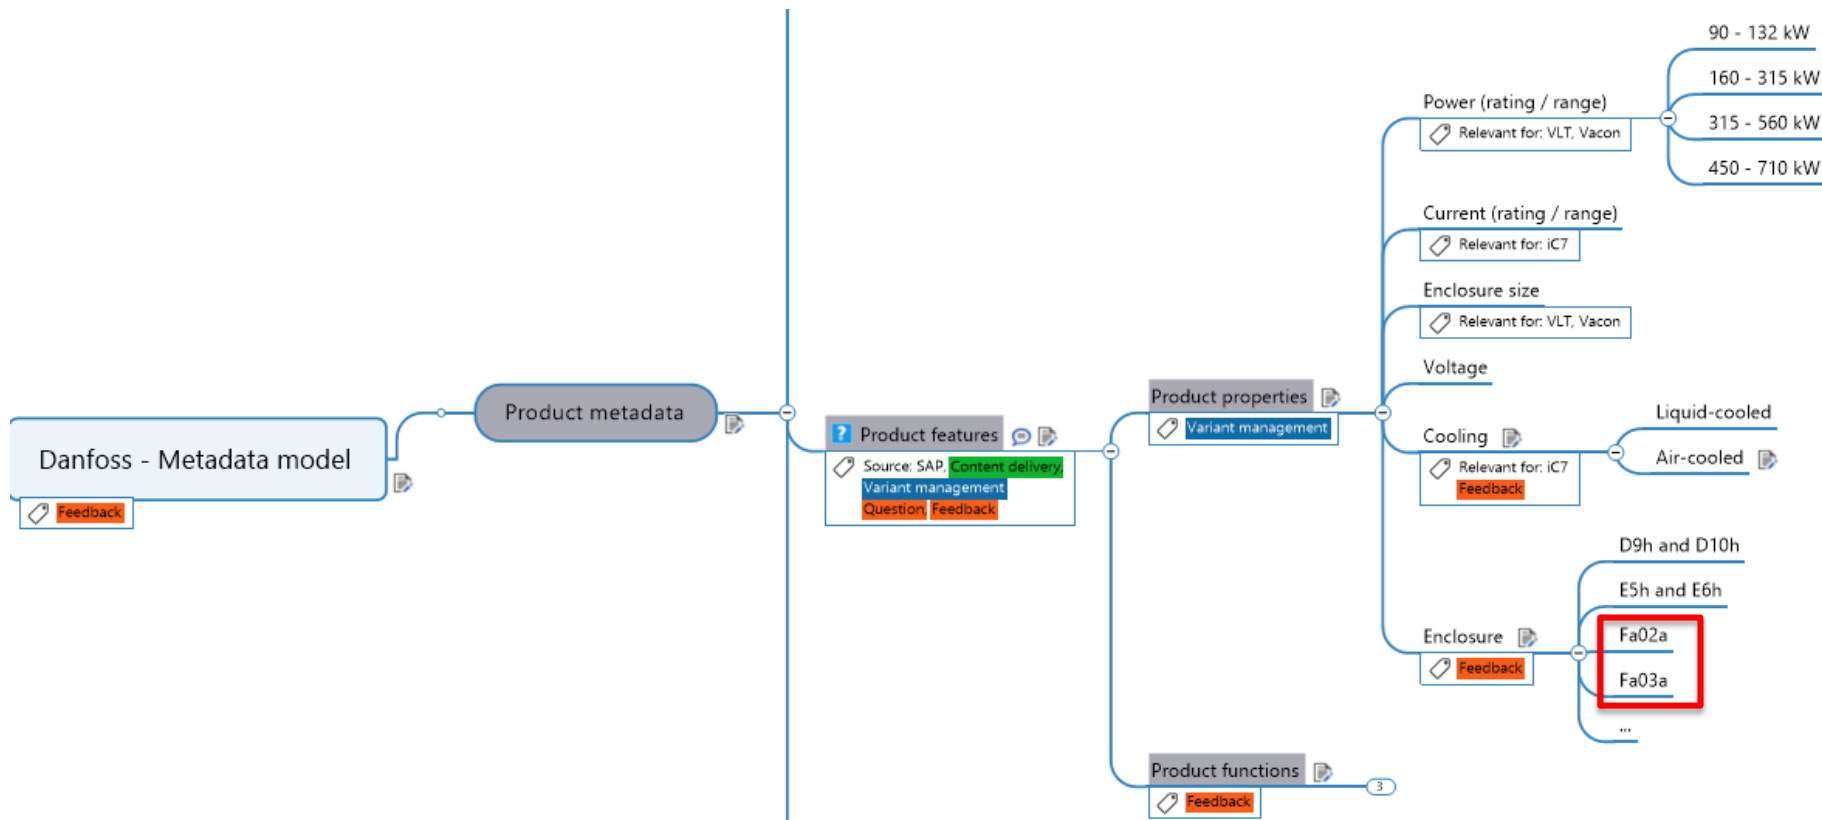 Danfoss - Metadata model
Feedback
Product metadata
? Product features
Source: SAP, Content delivery,
Variant management
Question, Feedback
Product properties
Variant management
Power (rating / range)
Relevant for: VLT, Vacon
90 - 132 kW
160 - 315 kW
315 - 560 kW
450 - 710 kW
Current (rating / range)
Relevant for: iC7
Enclosure size
Relevant for: VLT, Vacon
Voltage
Cooling
Relevant for: iC7
Feedback
Liquid-cooled
Air-cooled
Enclosure
Feedback
D9h and D10h
E5h and E6h
Fa02a
Fa03a
...
Product functions
Feedback
3